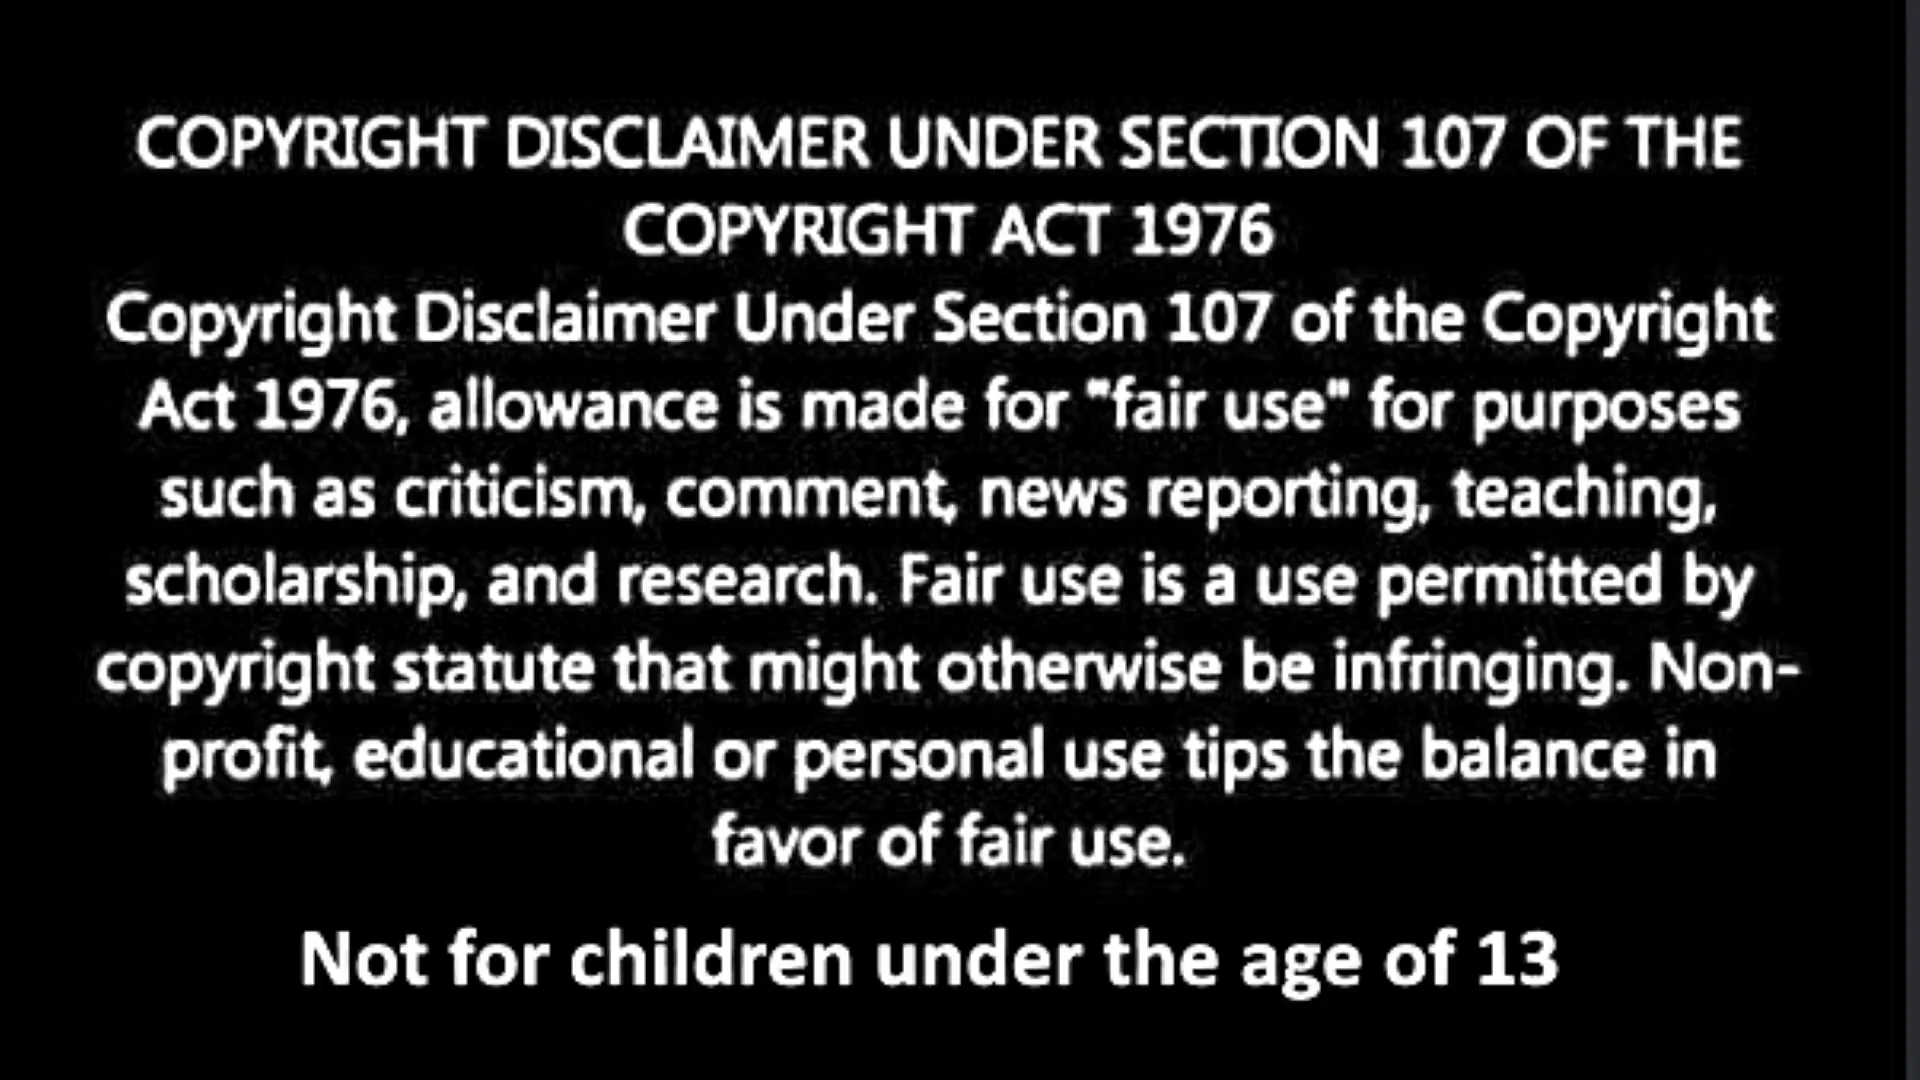 COPYRIGHT DISCLAIMER UNDER SECTION 107 OF THE
COPYRIGHT ACT 1976
Copyright Disclaimer Under Section 107 of the Copyright
Act 1976, allowance is made for "fair use" for purposes
such as criticism, comment, news reporting, teaching,
scholarship, and research. Fair use is a use permitted by
copyright statute that might otherwise be infringing. Non-
profit, educational or personal use tips the balance in
favor of fair use.
Not for children under the age of 13